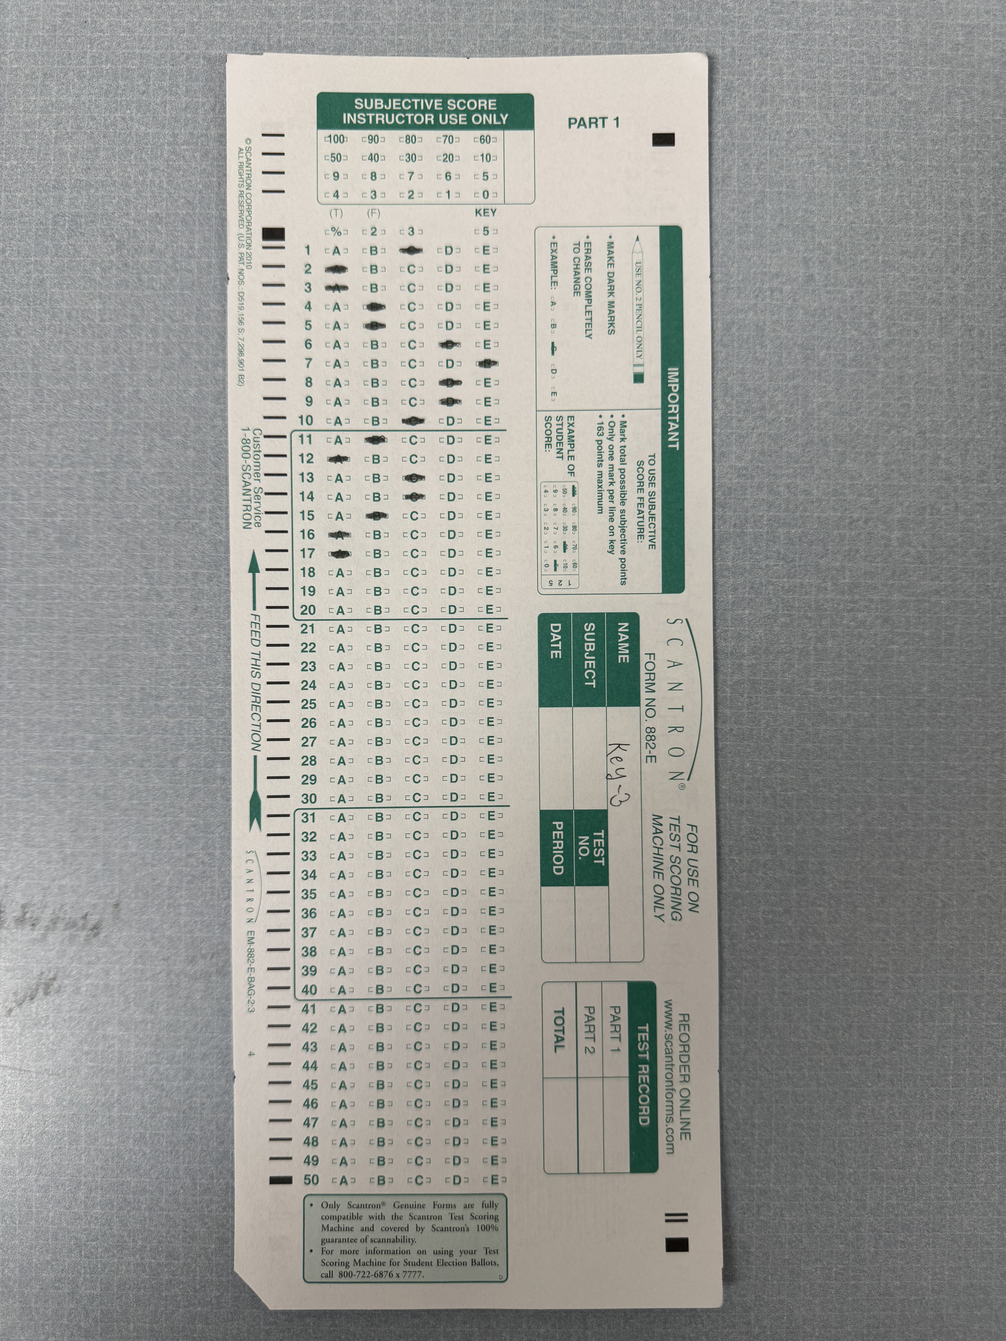 SUBJECTIVE SCORE
INSTRUCTOR USE ONLY
100 90 80 70 60
50 40 30 20 10
9 8 7 6 5
4 3 2 1 0
(T) (F) KEY
% 2 3 5
1 A B D E
2 B C D E
3 A B C D E
4 A C D E
5 A B C D E
6 A B C E
7 A B C D
8 A B C E
9 A B C E
10 A B D E
11 A C D E
12 B C D E
13 A B D E
14 A B D E
15 A C D E
16 B C D E
17 B C D E
18 A B C D E
19 A B C D E
20 A B C D E
21 A B C D E
22 A B C D E
23 A B C D E
24 A B C D E
25 A B C D E
26 A B C D E
27 A B C D E
28 A B C D E
29 A B C D E
30 A B C D E
31 A B C D E
32 A B C D E
33 A B C D E
34 A B C D E
35 A B C D E
36 A B C D E
37 A B C D E
38 A B C D E
39 A B C D E
40 A B C D E
41 A B C D E
42 A B C D E
43 A B C D E
44 A B C D E
45 A B C D E
46 A B C D E
47 A B C D E
48 A B C D E
49 A B C D E
50 A B C D E
• Only Scantron® Genuine Forms are fully
compatible with the Scantron Test Scoring
Machine and covered by Scantron's 100%
guarantee of scannability.
• For more information on using your Test
Scoring Machine for Student Election Ballots,
call 800-722-6876 x 7777.
PART 1
IMPORTANT
USE NO. 2 PENCIL ONLY
• MAKE DARK MARKS
• ERASE COMPLETELY
TO CHANGE
• EXAMPLE: A B D E
TO USE SUBJECTIVE
SCORE FEATURE:
• Mark total possible subjective points
• Only one mark per line on key
• 163 points maximum
EXAMPLE OF
STUDENT
SCORE:
SCANTRON®
FORM NO. 882-E
FOR USE ON
TEST SCORING
MACHINE ONLY
NAME Key-3
SUBJECT
TEST
NO.
DATE
PERIOD
REORDER ONLINE
www.scantronforms.com
TEST RECORD
PART 1
PART 2
TOTAL
© SCANTRON CORPORATION 2010
ALL RIGHTS RESERVED.
Customer Service
1-800-SCANTRON
FEED THIS DIRECTION
SCANTRON EM-882-E-BAG-2:3
4